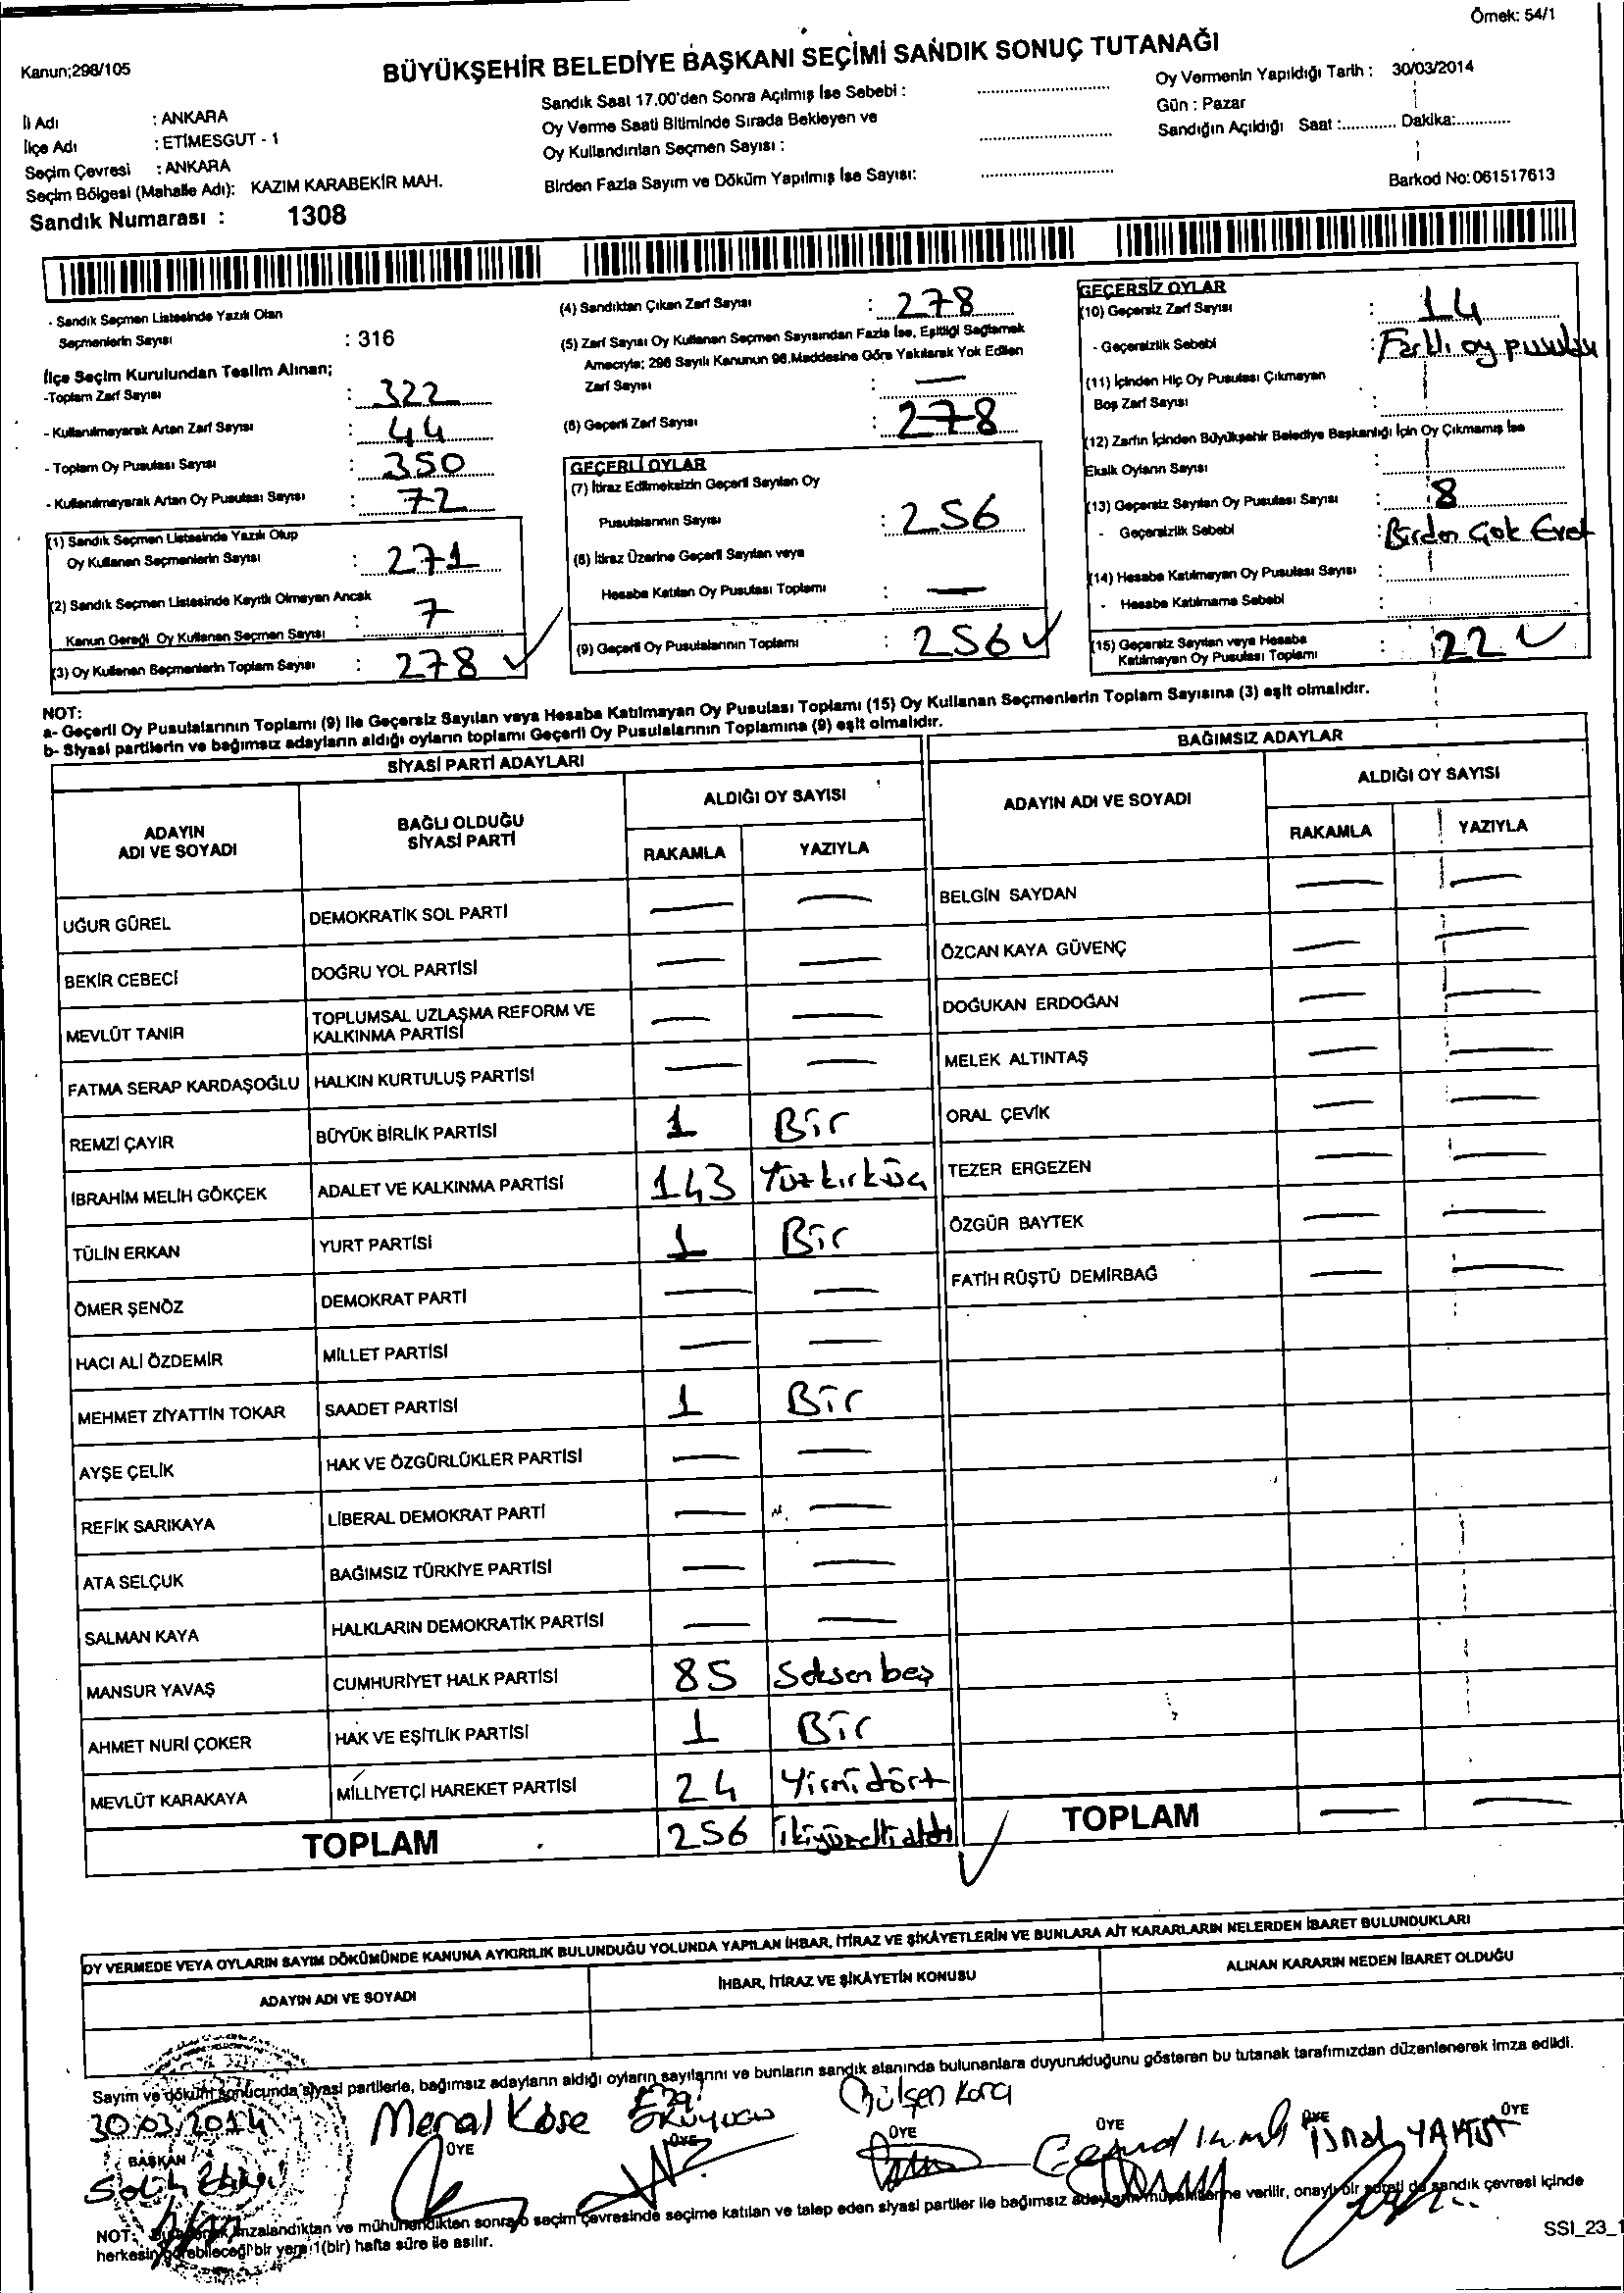 Örnek: 54/1
Kanun;298/105
BÜYÜKŞEHİR BELEDİYE BAŞKANI SEÇİMİ SANDIK SONUÇ TUTANAĞI
İl Adı : ANKARA
İlçe Adı : ETİMESGUT - 1
Seçim Çevresi : ANKARA
Seçim Bölgesi (Mahalle Adı): KAZIM KARABEKİR MAH.
Sandık Numarası : 1308
Sandık Saat 17.00'den Sonra Açılmış İse Sebebi :
Oy Verme Saati Bitiminde Sırada Bekleyen ve
Oy Kullandırılan Seçmen Sayısı :
Birden Fazla Sayım ve Döküm Yapılmış İse Sayısı:
Oy Vermenin Yapıldığı Tarih : 30/03/2014
Gün : Pazar
Sandığın Açıldığı Saat :............ Dakika:............
Barkod No: 061517613
- Sandık Seçmen Listesinde Yazılı Olan
Seçmenlerin Sayısı : 316
İlçe Seçim Kurulundan Teslim Alınan;
-Toplam Zarf Sayısı : 322
- Kullanılmayarak Artan Zarf Sayısı : 44
- Toplam Oy Pusulası Sayısı : 350
- Kullanılmayarak Artan Oy Pusulası Sayısı : 72
(1) Sandık Seçmen Listesinde Yazılı Olup
Oy Kullanan Seçmenlerin Sayısı : 271
(2) Sandık Seçmen Listesinde Kayıtlı Olmayan Ancak
Kanun Gereği Oy Kullanan Seçmen Sayısı : 7
(3) Oy Kullanan Seçmenlerin Toplam Sayısı : 278 ✓
(4) Sandıktan Çıkan Zarf Sayısı : 278
(5) Zarf Sayısı Oy Kullanan Seçmen Sayısından Fazla İse, Eşitliği Sağlamak
Amacıyla; 298 Sayılı Kanunun 98.Maddesine Göre Yakılarak Yok Edilen
Zarf Sayısı : —
(6) Geçerli Zarf Sayısı : 278
GEÇERLİ OYLAR
(7) İtiraz Edilmeksizin Geçerli Sayılan Oy
Pusulalarının Sayısı : 256
(8) İtiraz Üzerine Geçerli Sayılan veya
Hesaba Katılan Oy Pusulası Toplamı : —
(9) Geçerli Oy Pusulalarının Toplamı : 256 ✓
GEÇERSİZ OYLAR
(10) Geçersiz Zarf Sayısı : 14
- Geçersizlik Sebebi : Farklı oy pusulası
(11) İçinden Hiç Oy Pusulası Çıkmayan
Boş Zarf Sayısı :
(12) Zarfın İçinden Büyükşehir Belediye Başkanlığı İçin Oy Çıkmamış İse
Eksik Oyların Sayısı :
(13) Geçersiz Sayılan Oy Pusulası Sayısı : 8
- Geçersizlik Sebebi : Birden Çok Evet
(14) Hesaba Katılmayan Oy Pusulası Sayısı :
- Hesaba Katılmama Sebebi :
(15) Geçersiz Sayılan veya Hesaba
Katılmayan Oy Pusulası Toplamı : 22 ✓
NOT:
a- Geçerli Oy Pusulalarının Toplamı (9) ile Geçersiz Sayılan veya Hesaba Katılmayan Oy Pusulası Toplamı (15) Oy Kullanan Seçmenlerin Toplam Sayısına (3) eşit olmalıdır.
b- Siyasi partilerin ve bağımsız adayların aldığı oyların toplamı Geçerli Oy Pusulalarının Toplamına (9) eşit olmalıdır.
SİYASİ PARTİ ADAYLARI
ADAYIN ADI VE SOYADI BAĞLI OLDUĞU SİYASİ PARTİ ALDIĞI OY SAYISI
RAKAMLA YAZIYLA
UĞUR GÜREL DEMOKRATİK SOL PARTİ — —
BEKİR CEBECİ DOĞRU YOL PARTİSİ — —
MEVLÜT TANIR TOPLUMSAL UZLAŞMA REFORM VE KALKINMA PARTİSİ — —
FATMA SERAP KARDAŞOĞLU HALKIN KURTULUŞ PARTİSİ — —
REMZİ ÇAYIR BÜYÜK BİRLİK PARTİSİ 1 Bir
İBRAHİM MELİH GÖKÇEK ADALET VE KALKINMA PARTİSİ 143 Yüzkırküç
TÜLİN ERKAN YURT PARTİSİ 1 Bir
ÖMER ŞENÖZ DEMOKRAT PARTİ — —
HACI ALİ ÖZDEMİR MİLLET PARTİSİ — —
MEHMET ZİYATTİN TOKAR SAADET PARTİSİ 1 Bir
AYŞE ÇELİK HAK VE ÖZGÜRLÜKLER PARTİSİ — —
REFİK SARIKAYA LİBERAL DEMOKRAT PARTİ — —
ATA SELÇUK BAĞIMSIZ TÜRKİYE PARTİSİ — —
SALMAN KAYA HALKLARIN DEMOKRATİK PARTİSİ — —
MANSUR YAVAŞ CUMHURİYET HALK PARTİSİ 85 Seksenbeş
AHMET NURİ ÇOKER HAK VE EŞİTLİK PARTİSİ 1 Bir
MEVLÜT KARAKAYA MİLLİYETÇİ HAREKET PARTİSİ 24 Yirmidört
TOPLAM 256 İkiyüzellialtı ✓
BAĞIMSIZ ADAYLAR
ADAYIN ADI VE SOYADI ALDIĞI OY SAYISI
RAKAMLA YAZIYLA
BELGİN SAYDAN — —
ÖZCAN KAYA GÜVENÇ — —
DOĞUKAN ERDOĞAN — —
MELEK ALTINTAŞ — —
ORAL ÇEVİK — —
TEZER ERGEZEN — —
ÖZGÜR BAYTEK — —
FATİH RÜŞTÜ DEMİRBAĞ — —
TOPLAM — —
OY VERMEDE VEYA OYLARIN SAYIM DÖKÜMÜNDE KANUNA AYKIRILIK BULUNDUĞU YOLUNDA YAPILAN İHBAR, İTİRAZ VE ŞİKÂYETLERİN VE BUNLARA AİT KARARLARIN NELERDEN İBARET BULUNDUKLARI
ADAYIN ADI VE SOYADI İHBAR, İTİRAZ VE ŞİKÂYETİN KONUSU ALINAN KARARIN NEDEN İBARET OLDUĞU
Sayım ve döküm sonucunda siyasi partilerle, bağımsız adayların aldığı oyların sayılarını ve bunların sandık alanında bulunanlara duyurulduğunu gösteren bu tutanak tarafımızdan düzenlenerek imza edildi.
30.03.2014
Meral Köse
Gülşen
BAŞKAN ÜYE ÜYE ÜYE ÜYE ÜYE ÜYE
Salih
NOT: imzalandıktan ve mühürlendikten sonra o seçim çevresinde seçime katılan ve talep eden siyasi partiler ile bağımsız verilir, onaylı bir sureti de sandık çevresi içinde
herkesin görebileceği bir yere 1(bir) hafta süre ile asılır.
SSI_23_1